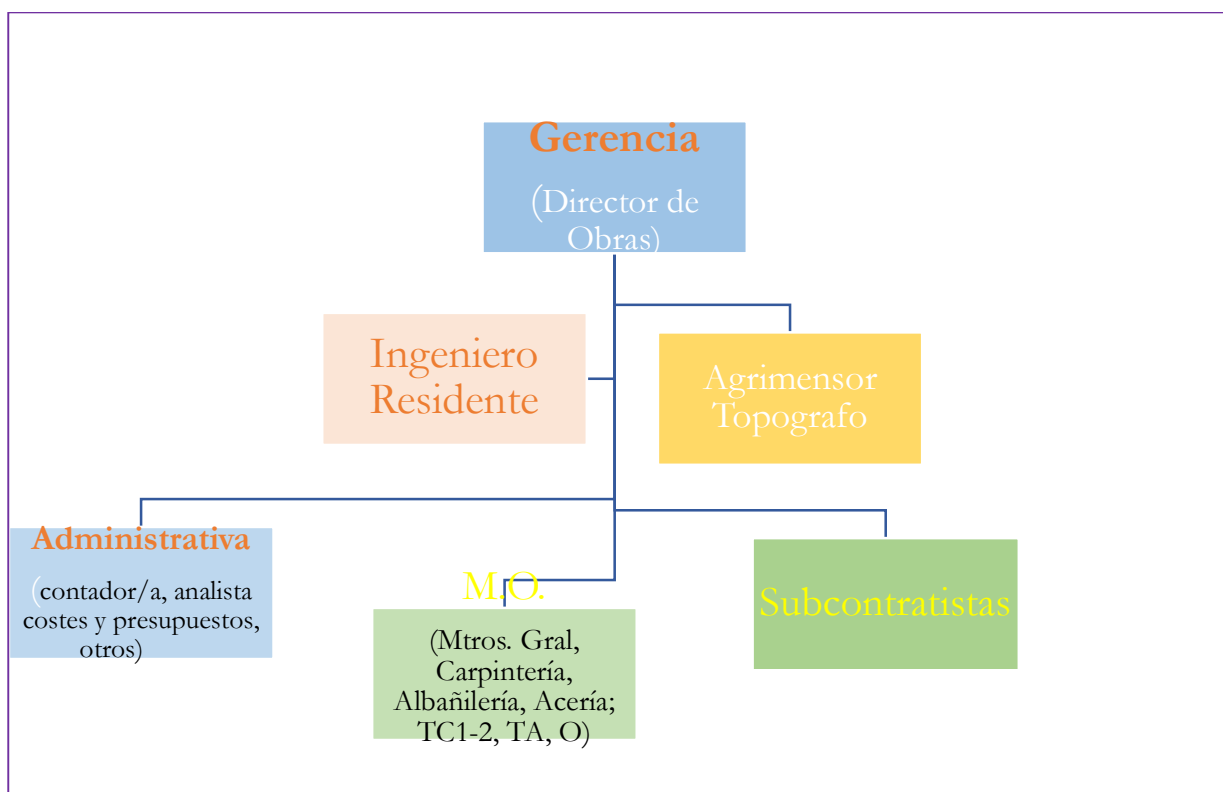 Gerencia
(Director de
Obras)
Ingeniero
Residente
Agrimensor
Topografo
Administrativa
(contador/a, analista
costes y presupuestos,
otros)
M.O.
(Mtros. Gral,
Carpintería,
Albañilería, Acería;
TC1-2, TA, O)
Subcontratistas